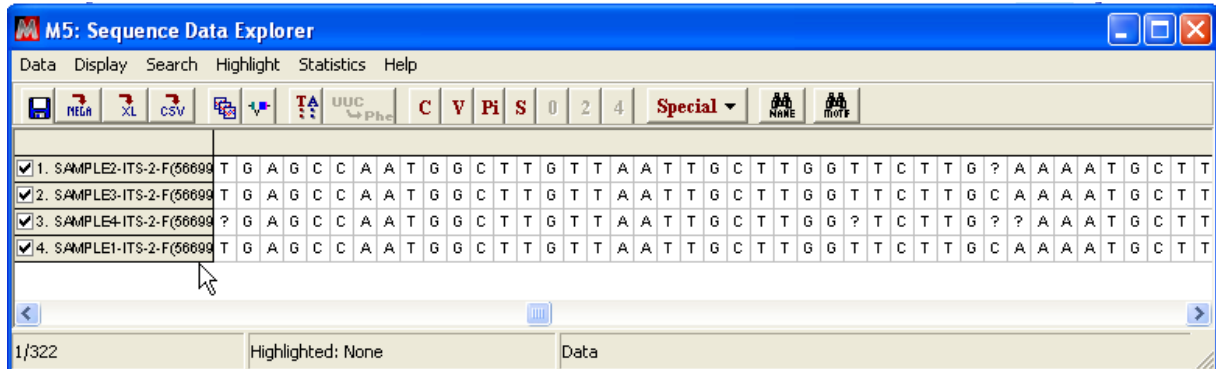 M5: Sequence Data Explorer
Data Display Search Highlight Statistics Help
MEGA XL CSV TA UUC Phe C V Pi S 0 2 4 Special NAME MOTIF
1. SAMPLE2-ITS-2-F(56699 T G A G C C A A T G G C T T G T T A A T T G C T T G G T T C T T G ? A A A A T G C T T
2. SAMPLE3-ITS-2-F(56699 T G A G C C A A T G G C T T G T T A A T T G C T T G G T T C T T G C A A A A T G C T T
3. SAMPLE4-ITS-2-F(56699 ? G A G C C A A T G G C T T G T T A A T T G C T T G G ? T C T T G ? ? A A A T G C T T
4. SAMPLE1-ITS-2-F(56699 T G A G C C A A T G G C T T G T T A A T T G C T T G G T T C T T G C A A A A T G C T T
1/322 Highlighted: None Data